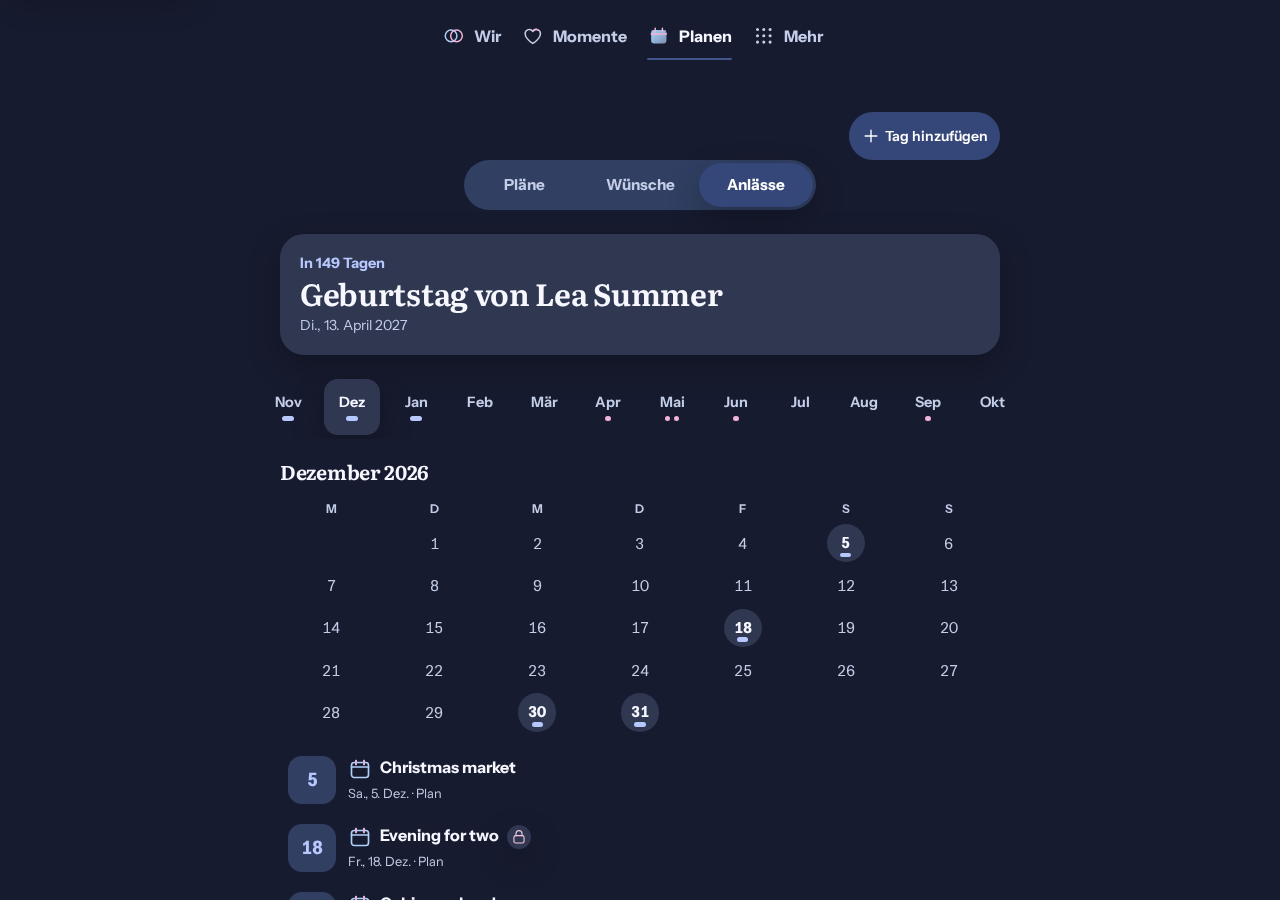 Wir Momente Planen Mehr
Tag hinzufügen
Pläne Wünsche Anlässe
In 149 Tagen
Geburtstag von Lea Summer
Di., 13. April 2027
Nov Dez Jan Feb Mär Apr Mai Jun Jul Aug Sep Okt
Dezember 2026
M D M D F S S
1 2 3 4 5 6
7 8 9 10 11 12 13
14 15 16 17 18 19 20
21 22 23 24 25 26 27
28 29 30 31
5 Christmas market
Sa., 5. Dez. · Plan
18 Evening for two
Fr., 18. Dez. · Plan